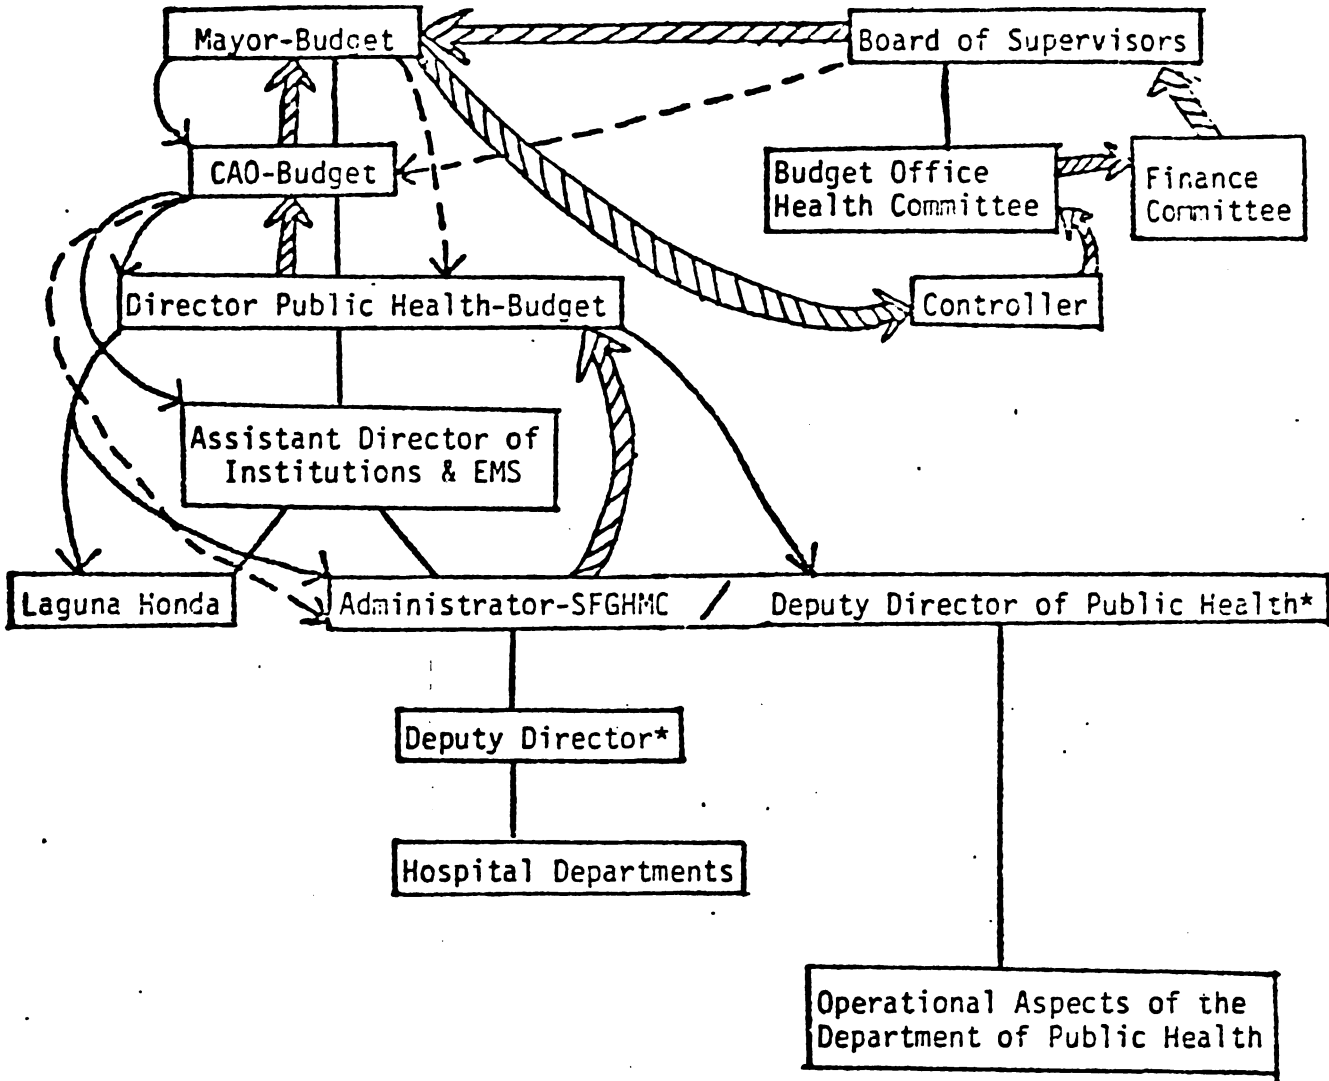 Mayor-Budget
Board of Supervisors
CAO-Budget
Budget Office
Health Committee
Finance
Committee
Director Public Health-Budget
Controller
Assistant Director of
Institutions & EMS
Laguna Honda
Administrator-SFGHMC / Deputy Director of Public Health*
Deputy Director*
Hospital Departments
Operational Aspects of the
Department of Public Health